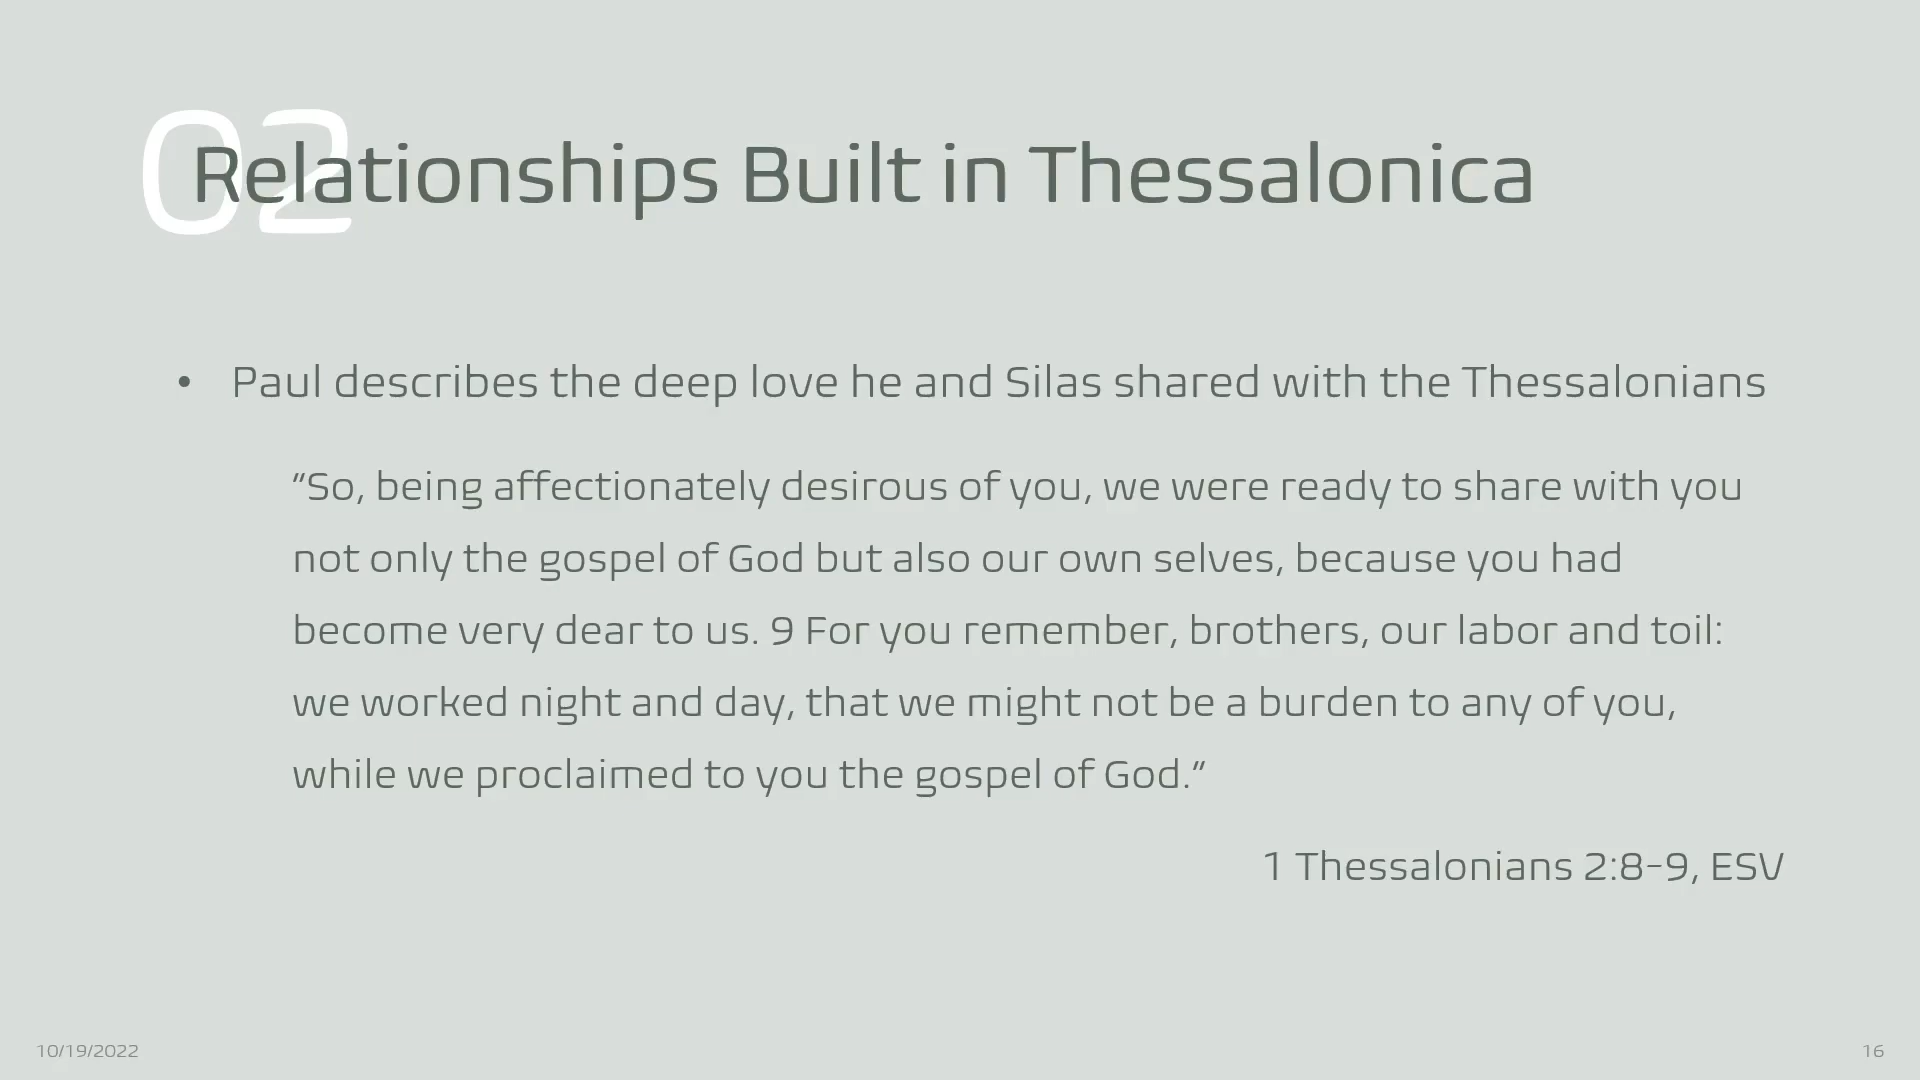 02
Relationships Built in Thessalonica
• Paul describes the deep love he and Silas shared with the Thessalonians
"So, being affectionately desirous of you, we were ready to share with you
not only the gospel of God but also our own selves, because you had
become very dear to us. 9 For you remember, brothers, our labor and toil:
we worked night and day, that we might not be a burden to any of you,
while we proclaimed to you the gospel of God."
1 Thessalonians 2:8-9, ESV
10/19/2022
16